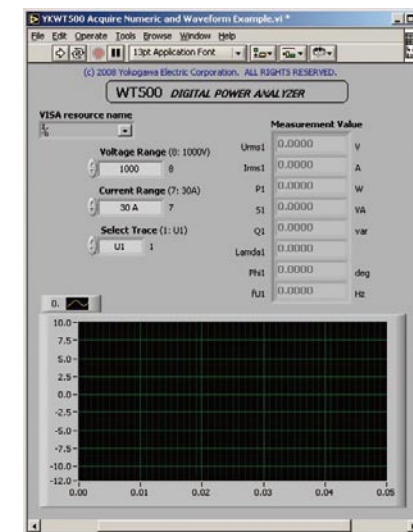 YKWT500 Acquire Numeric and Waveform Example.vi *
File Edit Operate Tools Browse Window Help
13pt Application Font
(c) 2008 Yokogawa Electric Corporation. ALL RIGHTS RESERVED.
WT500 DIGITAL POWER ANALYZER
VISA resource name
Measurement Value
Voltage Range (8: 1000V)
1000 8
Current Range (7: 30A)
30 A 7
Select Trace (1: U1)
U1 1
Urms1 0.0000 V
Irms1 0.0000 A
P1 0.0000 W
S1 0.0000 VA
Q1 0.0000 var
Lamda1 0.0000
Phi1 0.0000 deg
fU1 0.0000 Hz
0.
10.0
7.5
5.0
2.5
0.0
-2.5
-5.0
-7.5
-10.0
-12.0
0.00 0.01 0.02 0.03 0.04 0.05